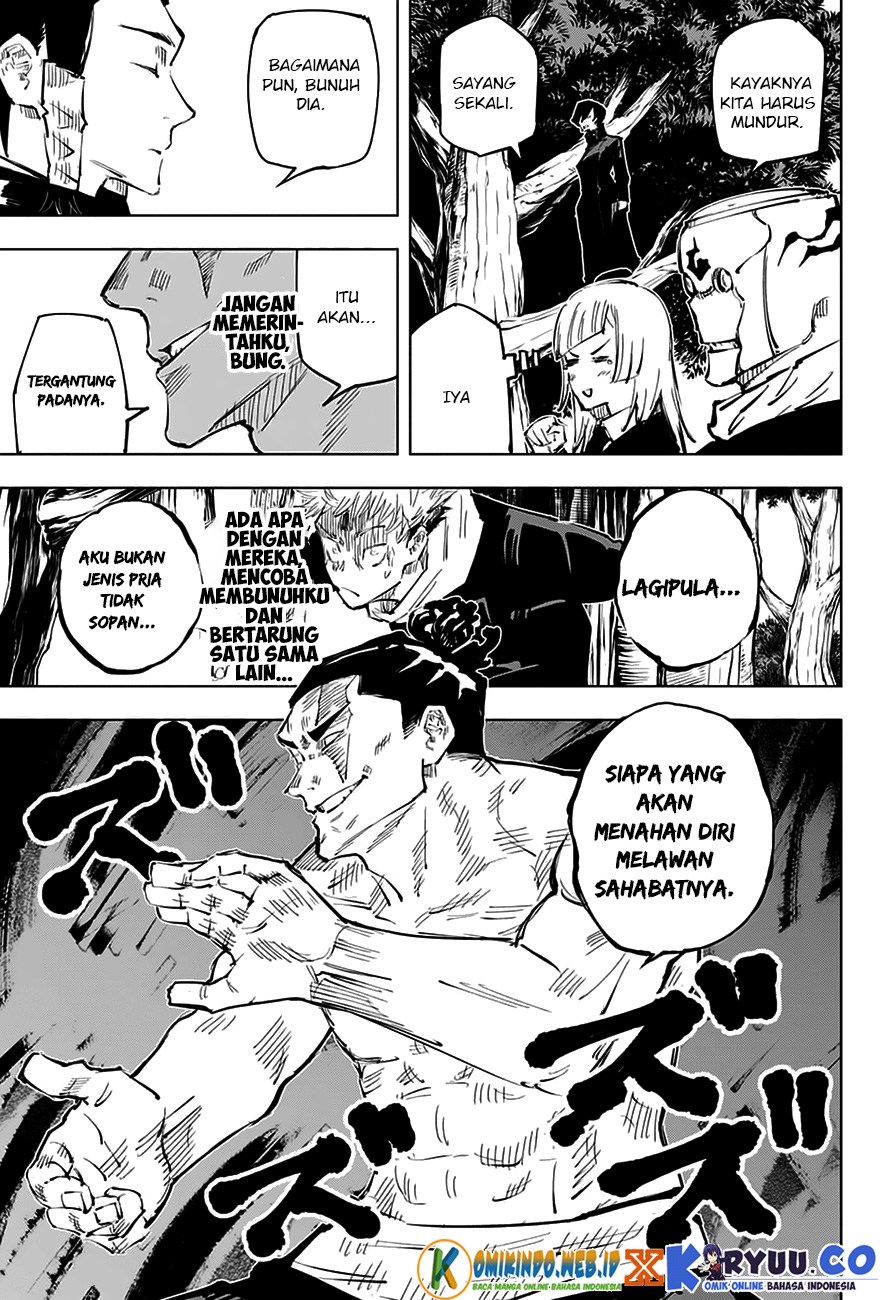 KAYAKNYA
KITA HARUS
MUNDUR.
SAYANG
SEKALI.
IYA
BAGAIMANA
PUN, BUNUH
DIA.
ITU
AKAN...
JANGAN
MEMERIN-
TAHKU,
BUNG.
TERGANTUNG
PADANYA.
LAGIPULA...
ADA APA
DENGAN
MEREKA,
MENCOBA
MEMBUNUHKU
DAN
BERTARUNG
SATU SAMA
LAIN...
AKU BUKAN
JENIS PRIA
TIDAK
SOPAN...
SIAPA YANG
AKAN
MENAHAN DIRI
MELAWAN
SAHABATNYA.
ズ
ズ
ズ
ズ
KOMIKINDO.WEB.ID X KIRYUU.CO
BACA MANGA ONLINE BAHASA INDONESIA
OMIK ONLINE BAHASA INDONESIA